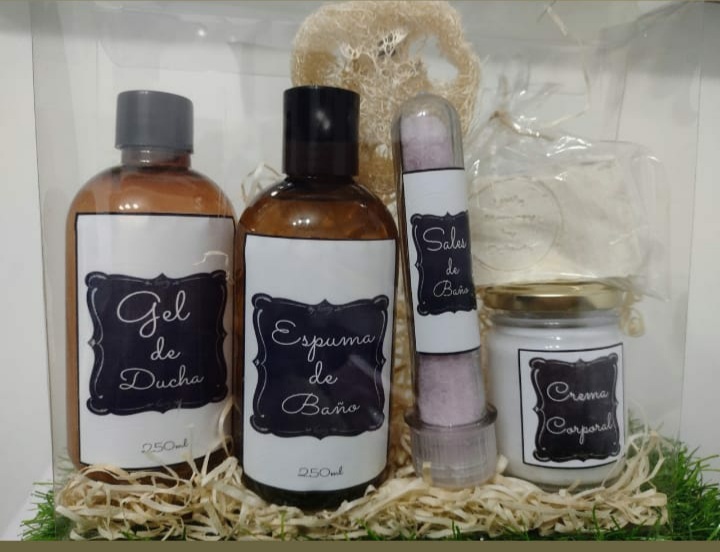 Gel
de
Ducha
250ml
Espuma
de
Baño
250ml
Sales
de
Baño
Crema
Corporal